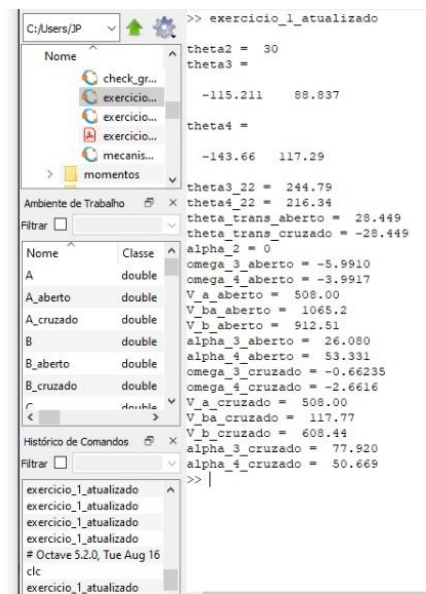 C:/Users/JP
Nome
check_gr...
exercicio...
exercicio...
exercicio...
mecanis...
momentos
Ambiente de Trabalho
Filtrar
Nome Classe
A double
A_aberto double
A_cruzado double
B double
B_aberto double
B_cruzado double
C double
Histórico de Comandos
Filtrar
exercicio_1_atualizado
exercicio_1_atualizado
exercicio_1_atualizado
exercicio_1_atualizado
# Octave 5.2.0, Tue Aug 16
clc
exercicio_1_atualizado
>> exercicio_1_atualizado
theta2 = 30
theta3 =
-115.211 88.837
theta4 =
-143.66 117.29
theta3_22 = 244.79
theta4_22 = 216.34
theta_trans_aberto = 28.449
theta_trans_cruzado = -28.449
alpha_2 = 0
omega_3_aberto = -5.9910
omega_4_aberto = -3.9917
V_a_aberto = 508.00
V_ba_aberto = 1065.2
V_b_aberto = 912.51
alpha_3_aberto = 26.080
alpha_4_aberto = 53.331
omega_3_cruzado = -0.66235
omega_4_cruzado = -2.6616
V_a_cruzado = 508.00
V_ba_cruzado = 117.77
V_b_cruzado = 608.44
alpha_3_cruzado = 77.920
alpha_4_cruzado = 50.669
>>